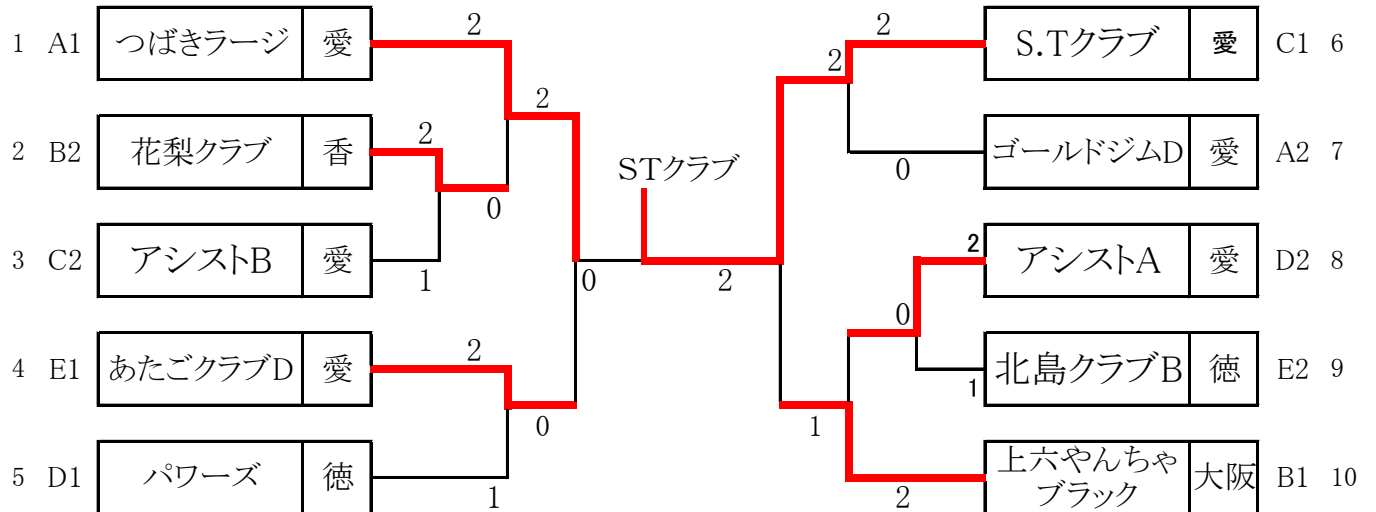 1 A1 つばきラージ 愛
2
2 B2 花梨クラブ 香
2
2
0
3 C2 アシストB 愛
1
4 E1 あたごクラブD 愛
2
0
5 D1 パワーズ 徳
1
0
STクラブ
2
S.Tクラブ 愛 C1 6
2
2
ゴールドジムD 愛 A2 7
0
アシストA 愛 D2 8
2
0
北島クラブB 徳 E2 9
1
1
上六やんちゃ
ブラック 大阪 B1 10
2